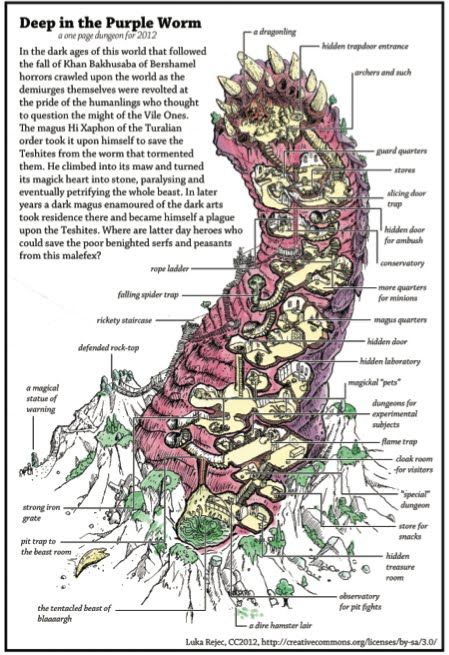 Deep in the Purple Worm
a one page dungeon for 2012
In the dark ages of this world that followed
the fall of Khan Bakhusaba of Bershamel
horrors crawled upon the world as the
demiurges themselves were revolted at
the pride of the humanlings who thought
to question the might of the Vile Ones.
The magus Hi Xaphon of the Turalian
order took it upon himself to save the
Teshites from the worm that tormented
them. He climbed into its maw and turned
its magick heart into stone, paralysing and
eventually petrifying the whole beast. In later
years a dark magus enamoured of the dark arts
took residence there and became himself a plague
upon the Teshites. Where are latter day heroes who
could save the poor benighted serfs and peasants
from this malefex?
a dragonling
hidden trapdoor entrance
archers and such
guard quarters
stores
slicing door
trap
hidden door
for ambush
conservatory
rope ladder
more quarters
for minions
falling spider trap
magus quarters
rickety staircase
hidden door
defended rock-top
hidden laboratory
magickal "pets"
a magical
statue of
warning
dungeons for
experimental
subjects
flame trap
cloak room
for visitors
"special"
dungeon
strong iron
grate
store for
snacks
pit trap to
the beast room
hidden
treasure
room
observatory
for pit fights
the tentacled beast of
blaaaargh
a dire hamster lair
Luka Rejec, CC2012, http://creativecommons.org/licenses/by-sa/3.0/